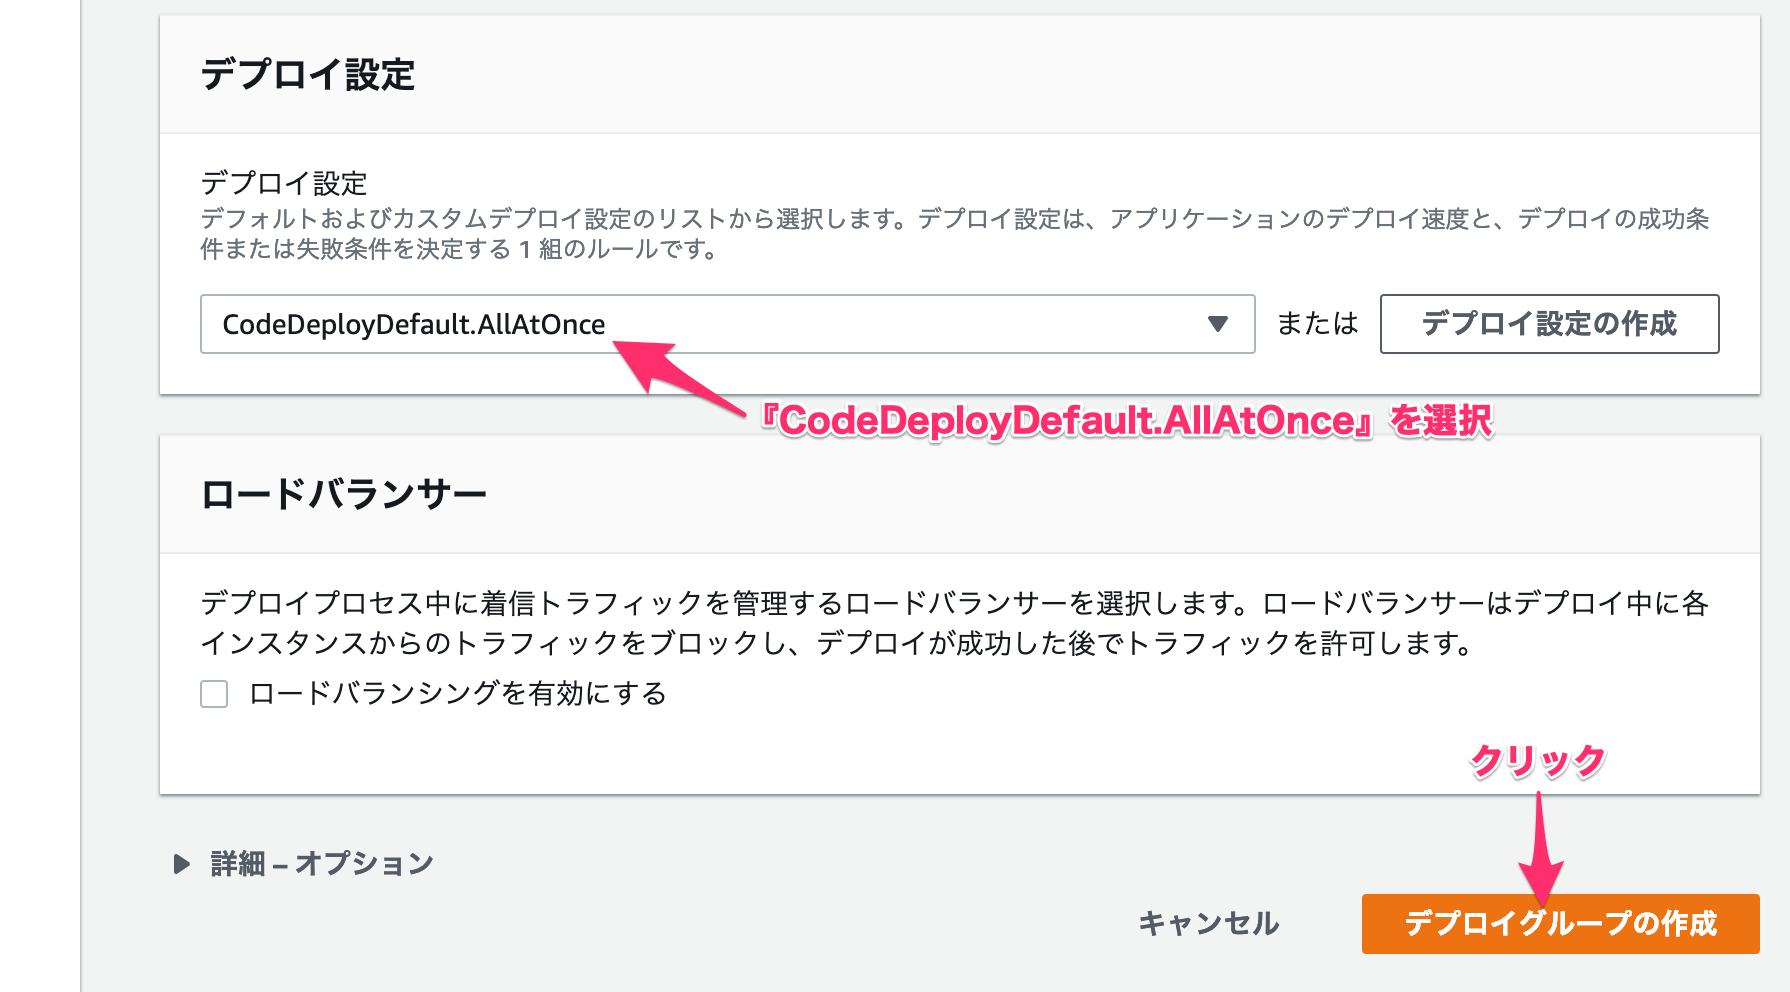 デプロイ設定
デプロイ設定
デフォルトおよびカスタムデプロイ設定のリストから選択します。デプロイ設定は、アプリケーションのデプロイ速度と、デプロイの成功条
件または失敗条件を決定する 1 組のルールです。
CodeDeployDefault.AllAtOnce
または
デプロイ設定の作成
『CodeDeployDefault.AllAtOnce』を選択
ロードバランサー
デプロイプロセス中に着信トラフィックを管理するロードバランサーを選択します。ロードバランサーはデプロイ中に各
インスタンスからのトラフィックをブロックし、デプロイが成功した後でトラフィックを許可します。
ロードバランシングを有効にする
クリック
詳細 – オプション
キャンセル
デプロイグループの作成